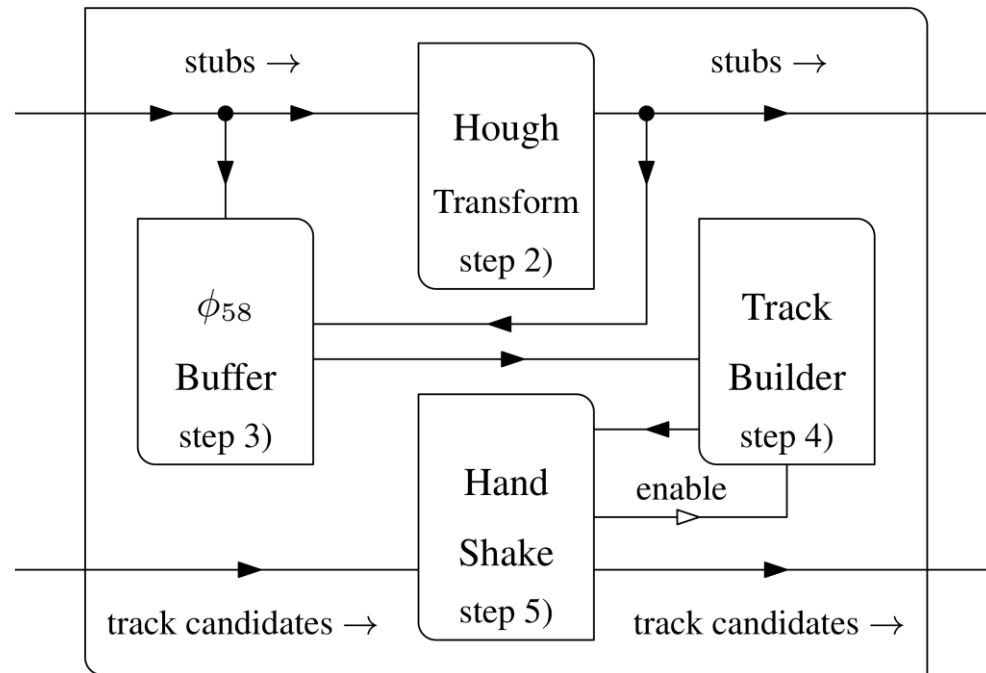 stubs →
stubs →
Hough
Transform
step 2)
ϕ58
Buffer
step 3)
Track
Builder
step 4)
Hand
Shake
step 5)
enable
track candidates →
track candidates →